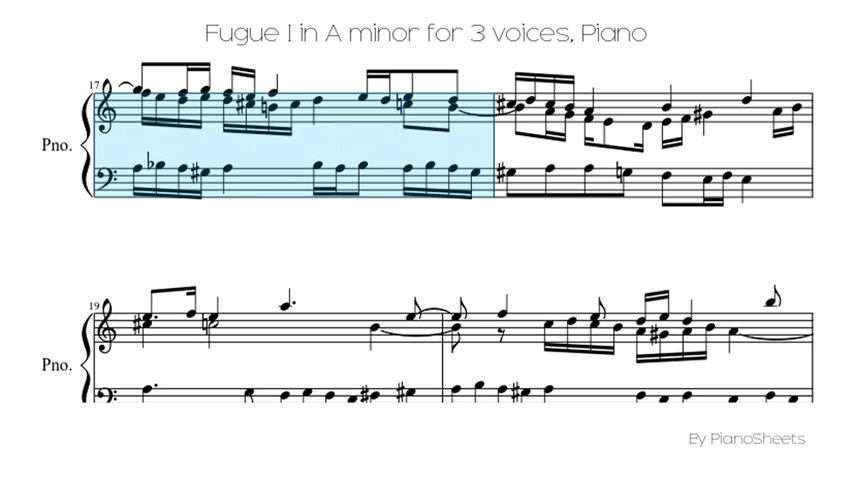 Fugue I in A minor for 3 voices, Piano
17
Pno.
19
Pno.
By PianoSheets